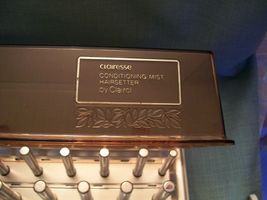 Clairesse
CONDITIONING MIST
HAIRSETTER
by Clairol